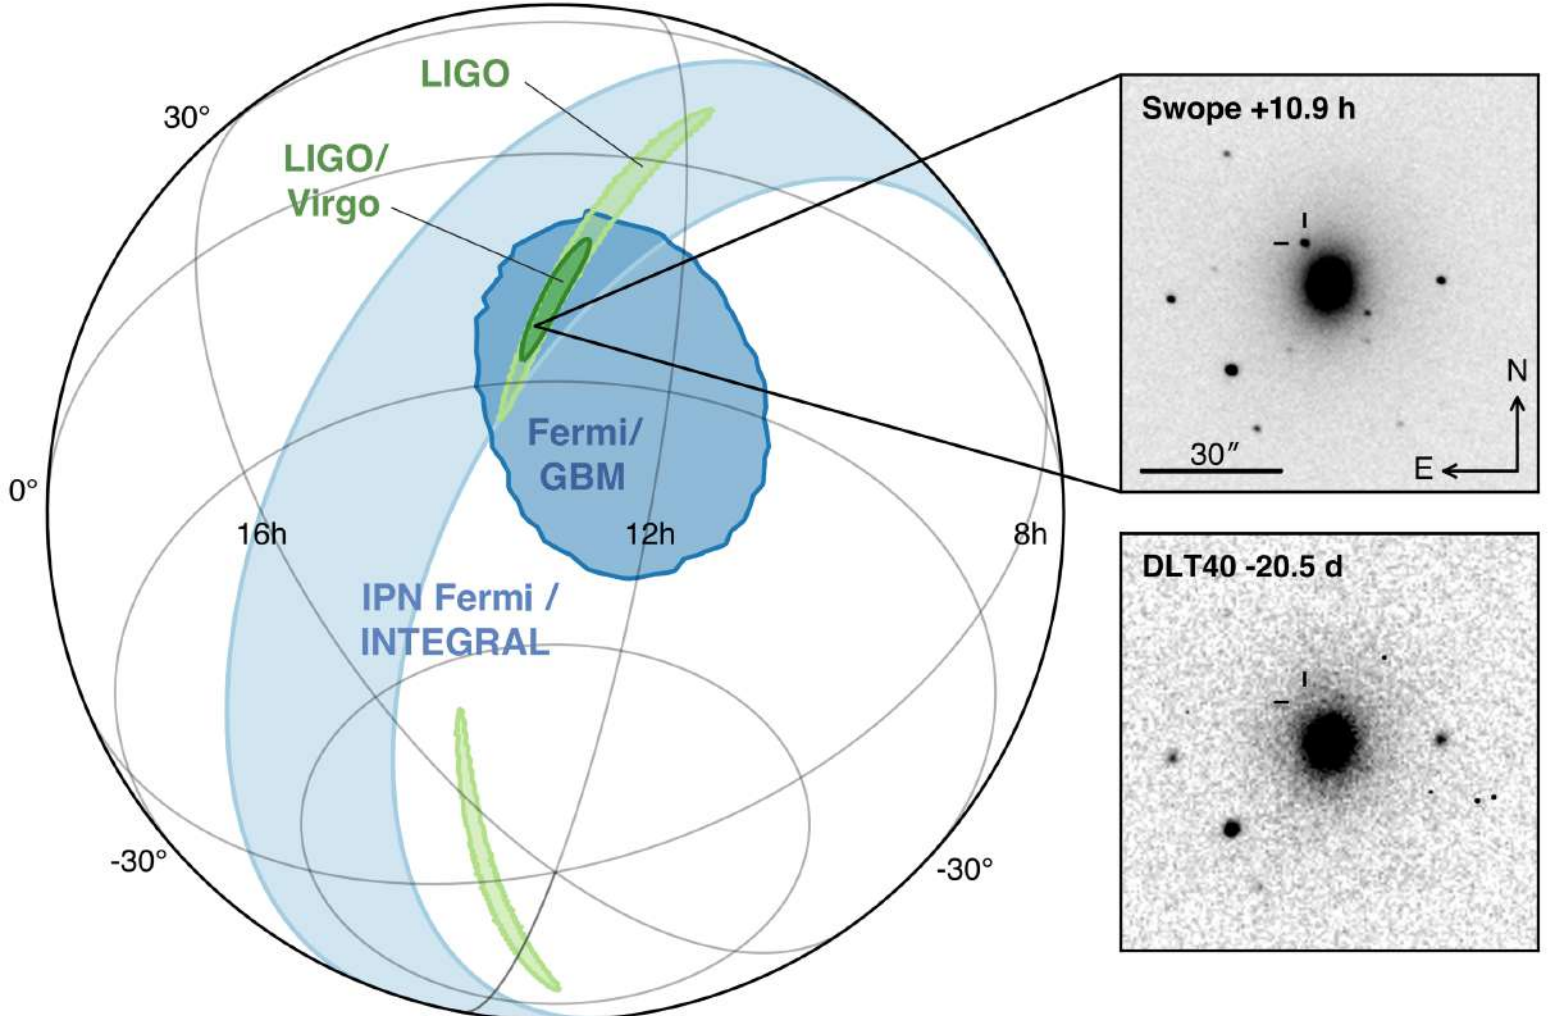 LIGO
30°
LIGO/
Virgo
Fermi/
GBM
0°
16h
12h
8h
IPN Fermi /
INTEGRAL
-30°
-30°
Swope +10.9 h
N
30″
E
DLT40 -20.5 d